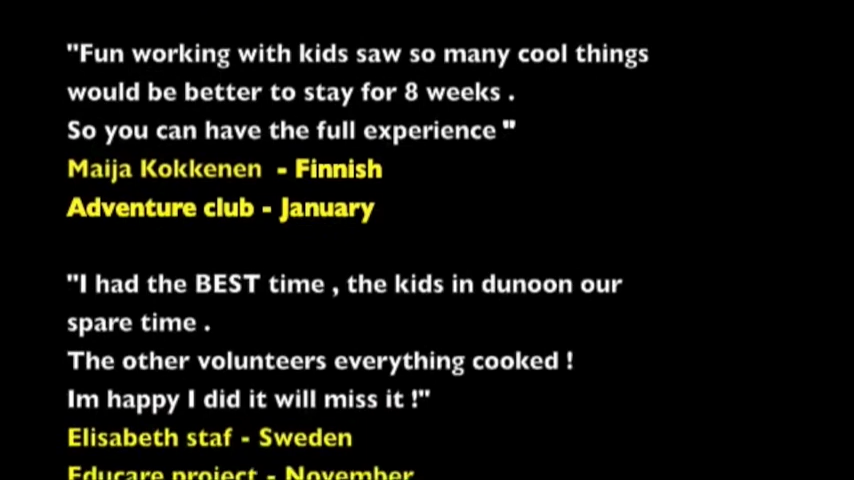 "Fun working with kids saw so many cool things
would be better to stay for 8 weeks .
So you can have the full experience "
Maija Kokkenen - Finnish
Adventure club - January
"I had the BEST time , the kids in dunoon our
spare time .
The other volunteers everything cooked !
Im happy I did it will miss it !"
Elisabeth staf - Sweden
Educare project - November